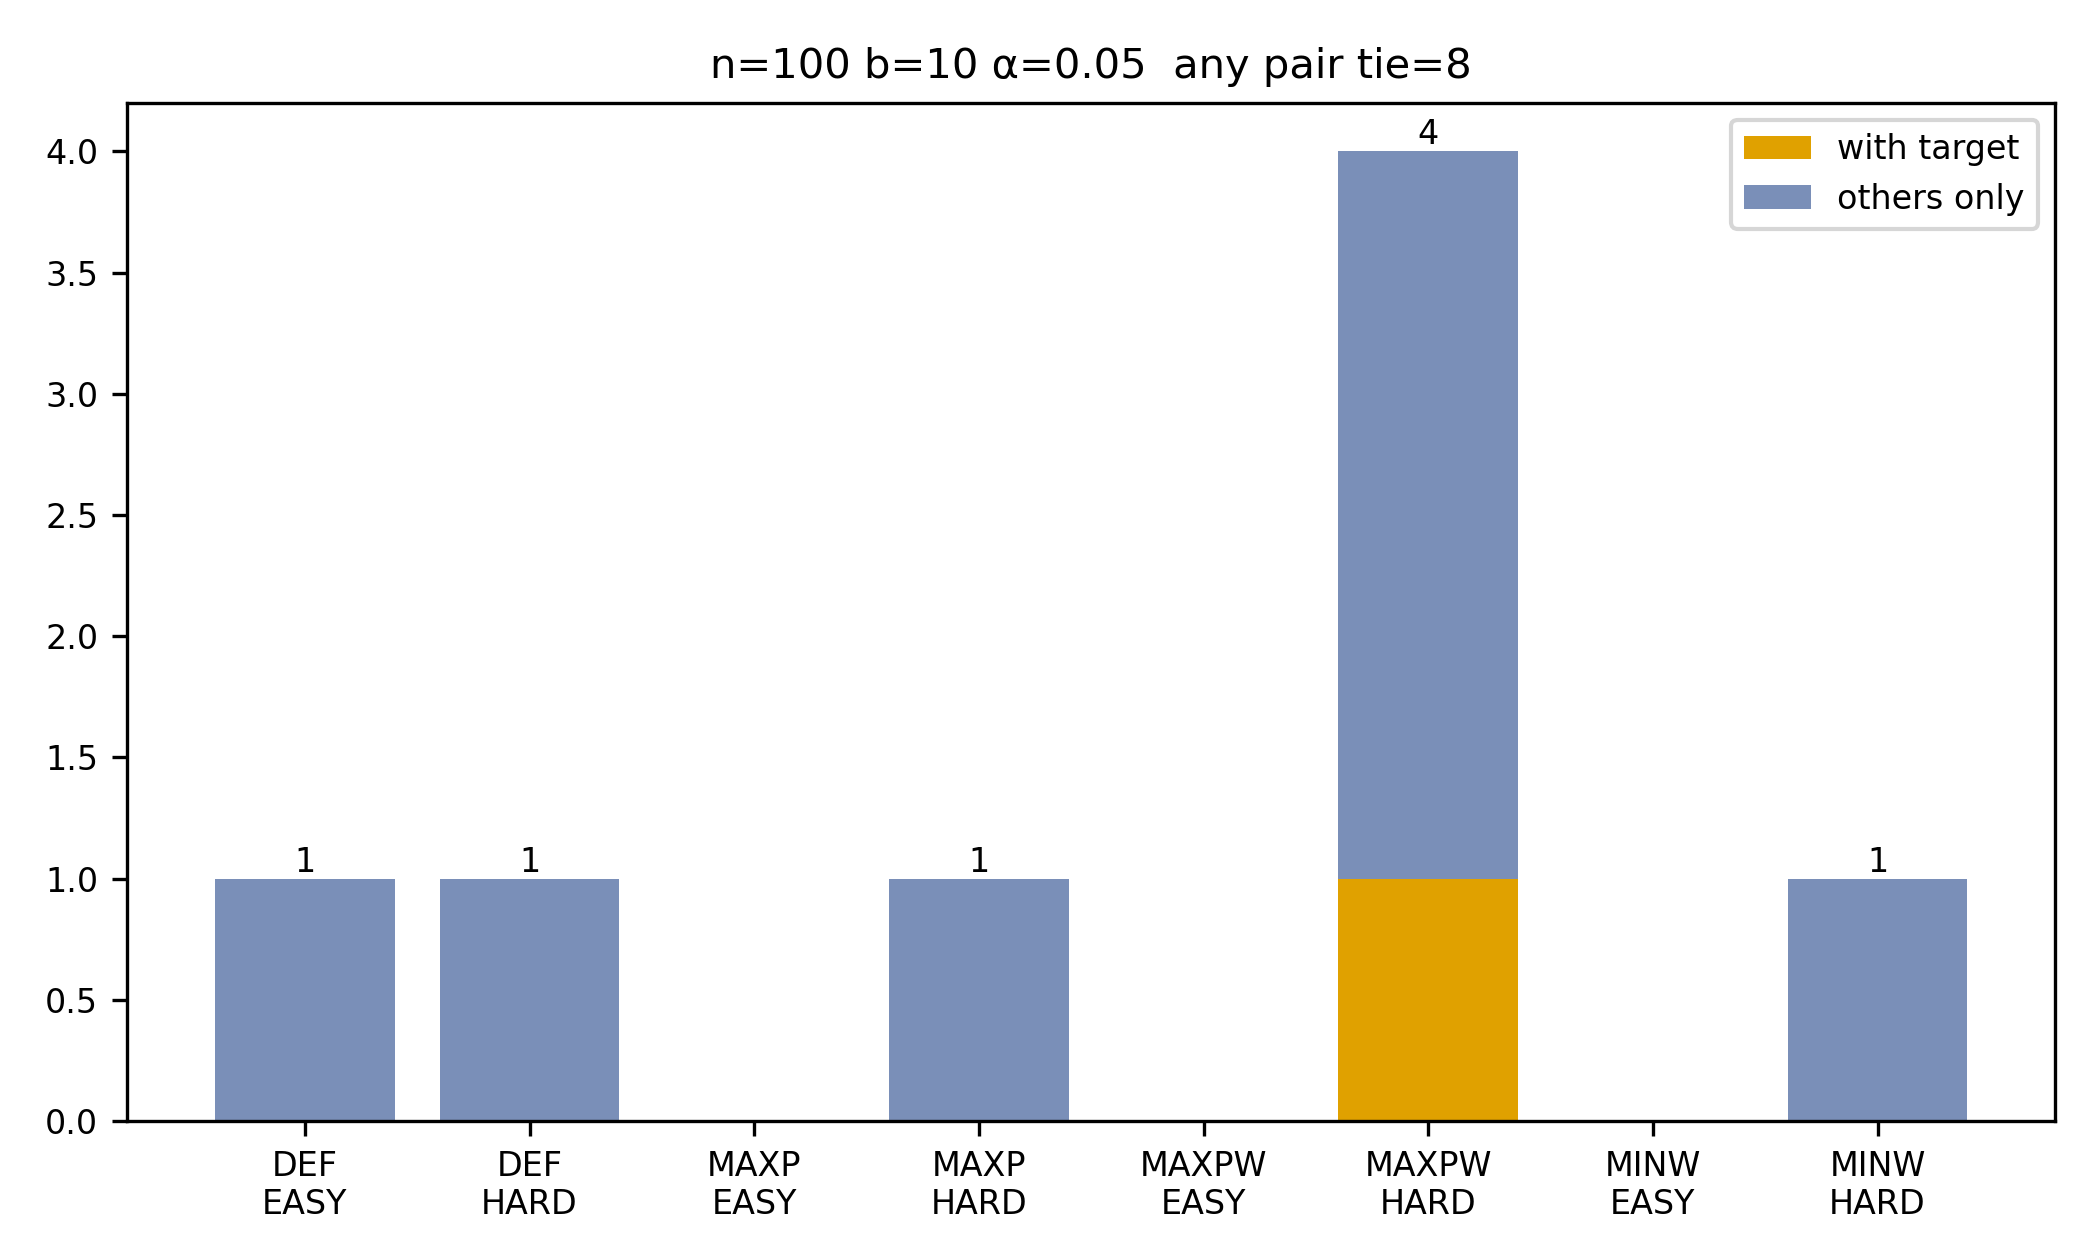 n=100 b=10 α=0.05  any pair tie=8
with target
others only
4.0
3.5
3.0
2.5
2.0
1.5
1.0
0.5
0.0
1
1
1
4
1
DEF
EASY
DEF
HARD
MAXP
EASY
MAXP
HARD
MAXPW
EASY
MAXPW
HARD
MINW
EASY
MINW
HARD